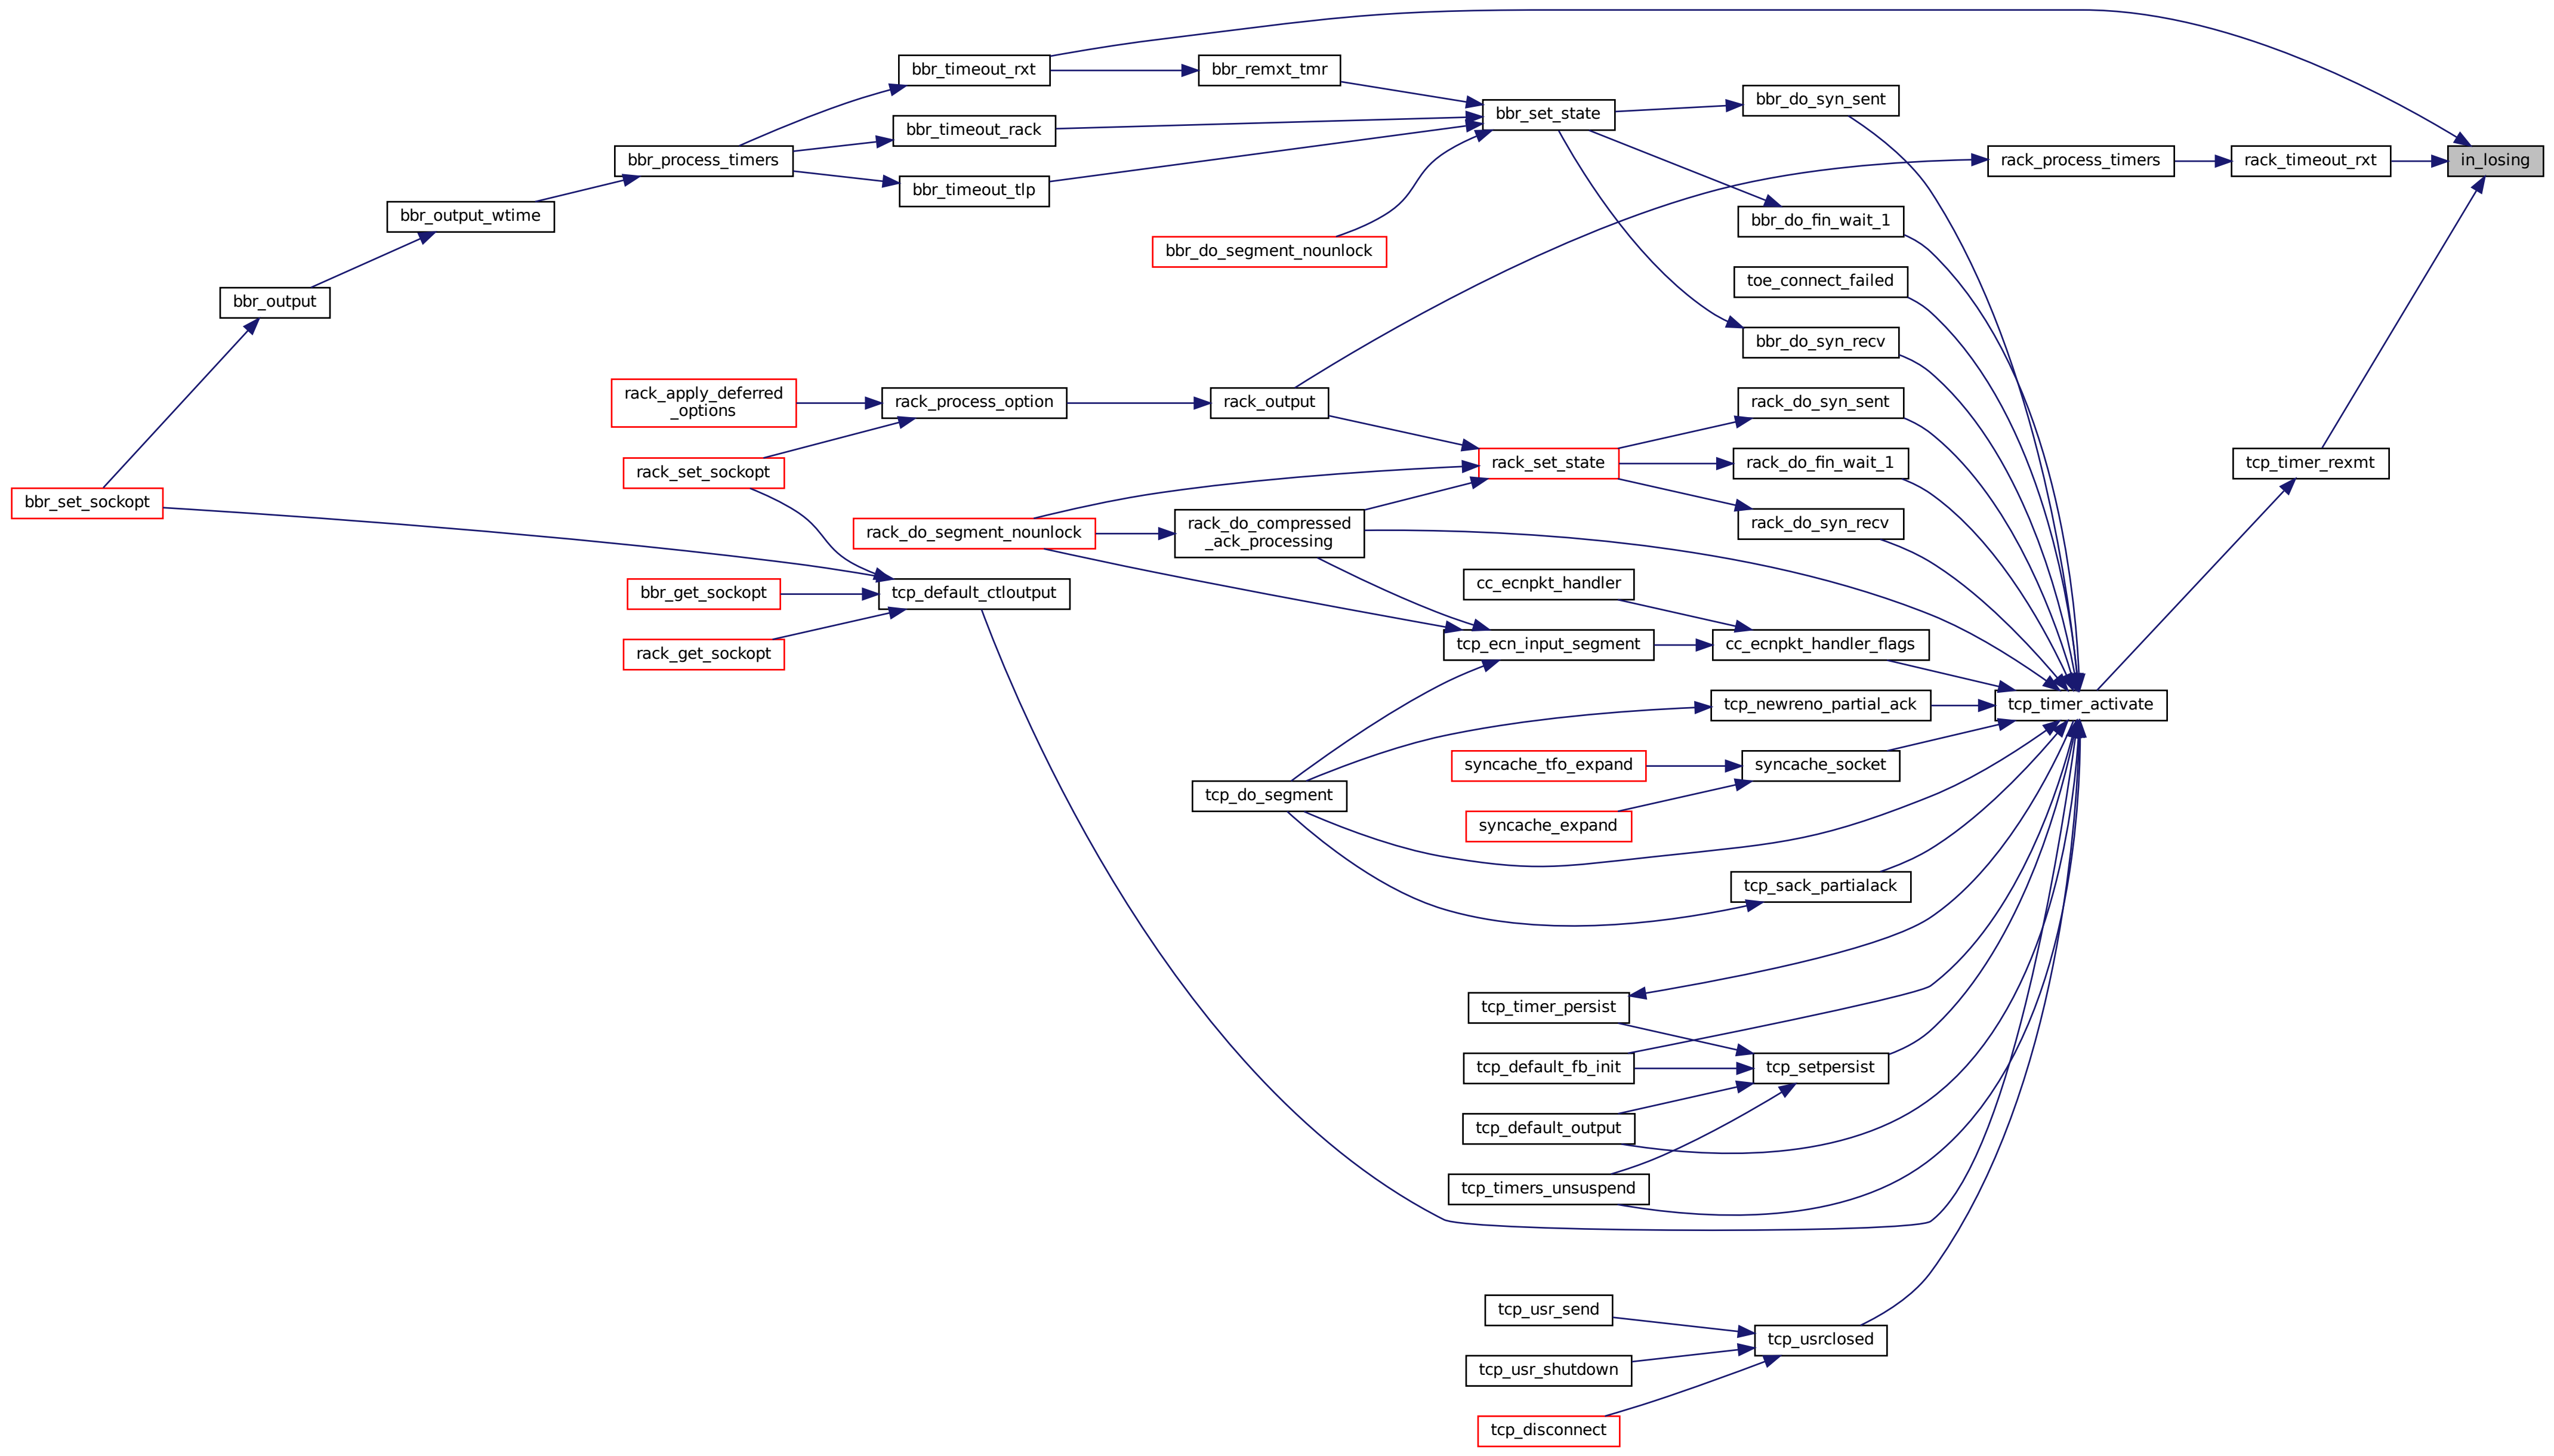 bbr_timeout_rxt
bbr_remxt_tmr
bbr_do_syn_sent
bbr_set_state
bbr_timeout_rack
bbr_process_timers
rack_process_timers
rack_timeout_rxt
in_losing
bbr_timeout_tlp
bbr_output_wtime
bbr_do_fin_wait_1
bbr_do_segment_nounlock
toe_connect_failed
bbr_output
bbr_do_syn_recv
rack_apply_deferred
_options
rack_process_option
rack_output
rack_do_syn_sent
rack_set_sockopt
rack_set_state
rack_do_fin_wait_1
tcp_timer_rexmt
bbr_set_sockopt
rack_do_segment_nounlock
rack_do_compressed
_ack_processing
rack_do_syn_recv
bbr_get_sockopt
tcp_default_ctloutput
cc_ecnpkt_handler
rack_get_sockopt
tcp_ecn_input_segment
cc_ecnpkt_handler_flags
tcp_newreno_partial_ack
tcp_timer_activate
syncache_tfo_expand
syncache_socket
tcp_do_segment
syncache_expand
tcp_sack_partialack
tcp_timer_persist
tcp_default_fb_init
tcp_setpersist
tcp_default_output
tcp_timers_unsuspend
tcp_usr_send
tcp_usrclosed
tcp_usr_shutdown
tcp_disconnect